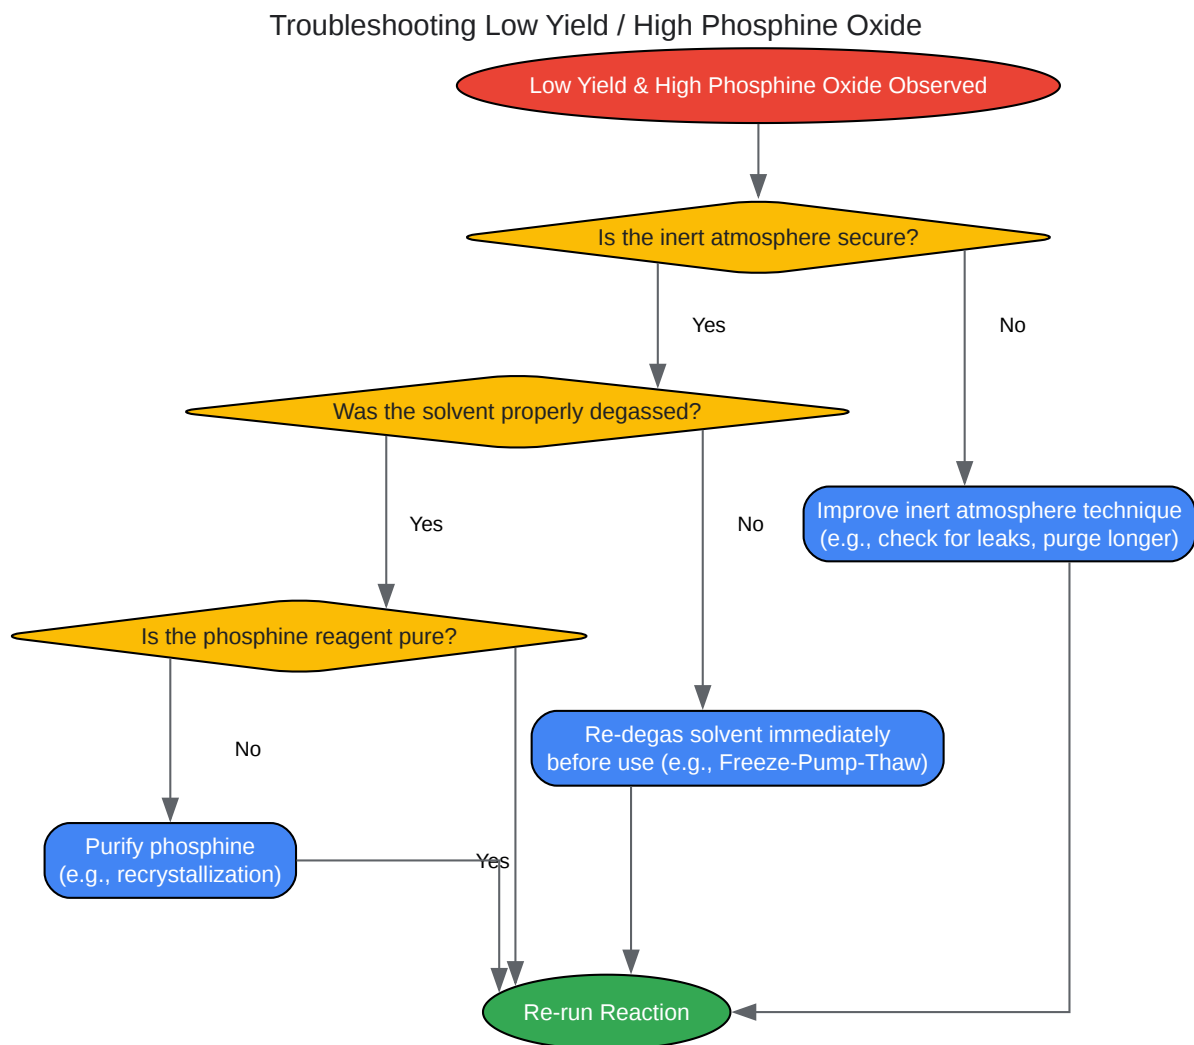 Troubleshooting Low Yield / High Phosphine Oxide
Low Yield & High Phosphine Oxide Observed
Is the inert atmosphere secure?
Yes
No
Was the solvent properly degassed?
Improve inert atmosphere technique
(e.g., check for leaks, purge longer)
Yes
No
Is the phosphine reagent pure?
Re-degas solvent immediately
before use (e.g., Freeze-Pump-Thaw)
No
Purify phosphine
(e.g., recrystallization)
Yes
Re-run Reaction